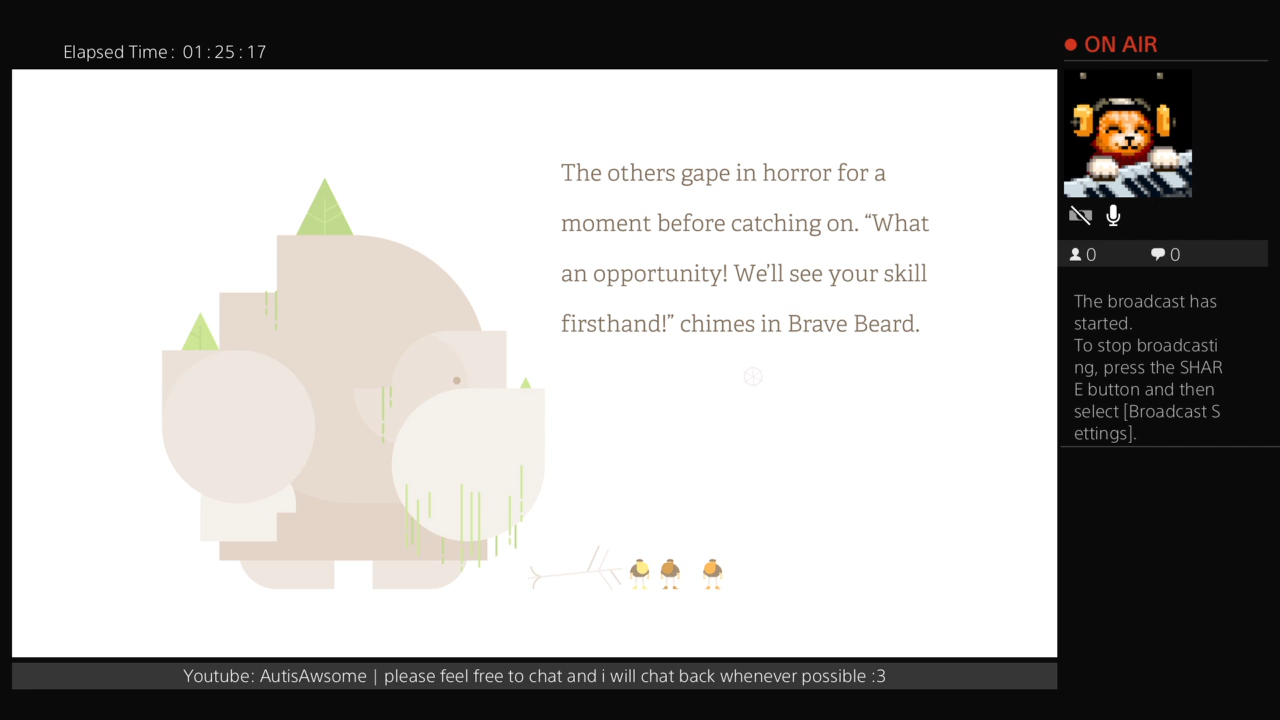 Elapsed Time: 01:25:17
ON AIR
The others gape in horror for a
moment before catching on. “What
an opportunity! We’ll see your skill
firsthand!” chimes in Brave Beard.
0
0
The broadcast has
started.
To stop broadcasti
ng, press the SHAR
E button and then
select [Broadcast S
ettings].
Youtube: AutisAwsome | please feel free to chat and i will chat back whenever possible :3